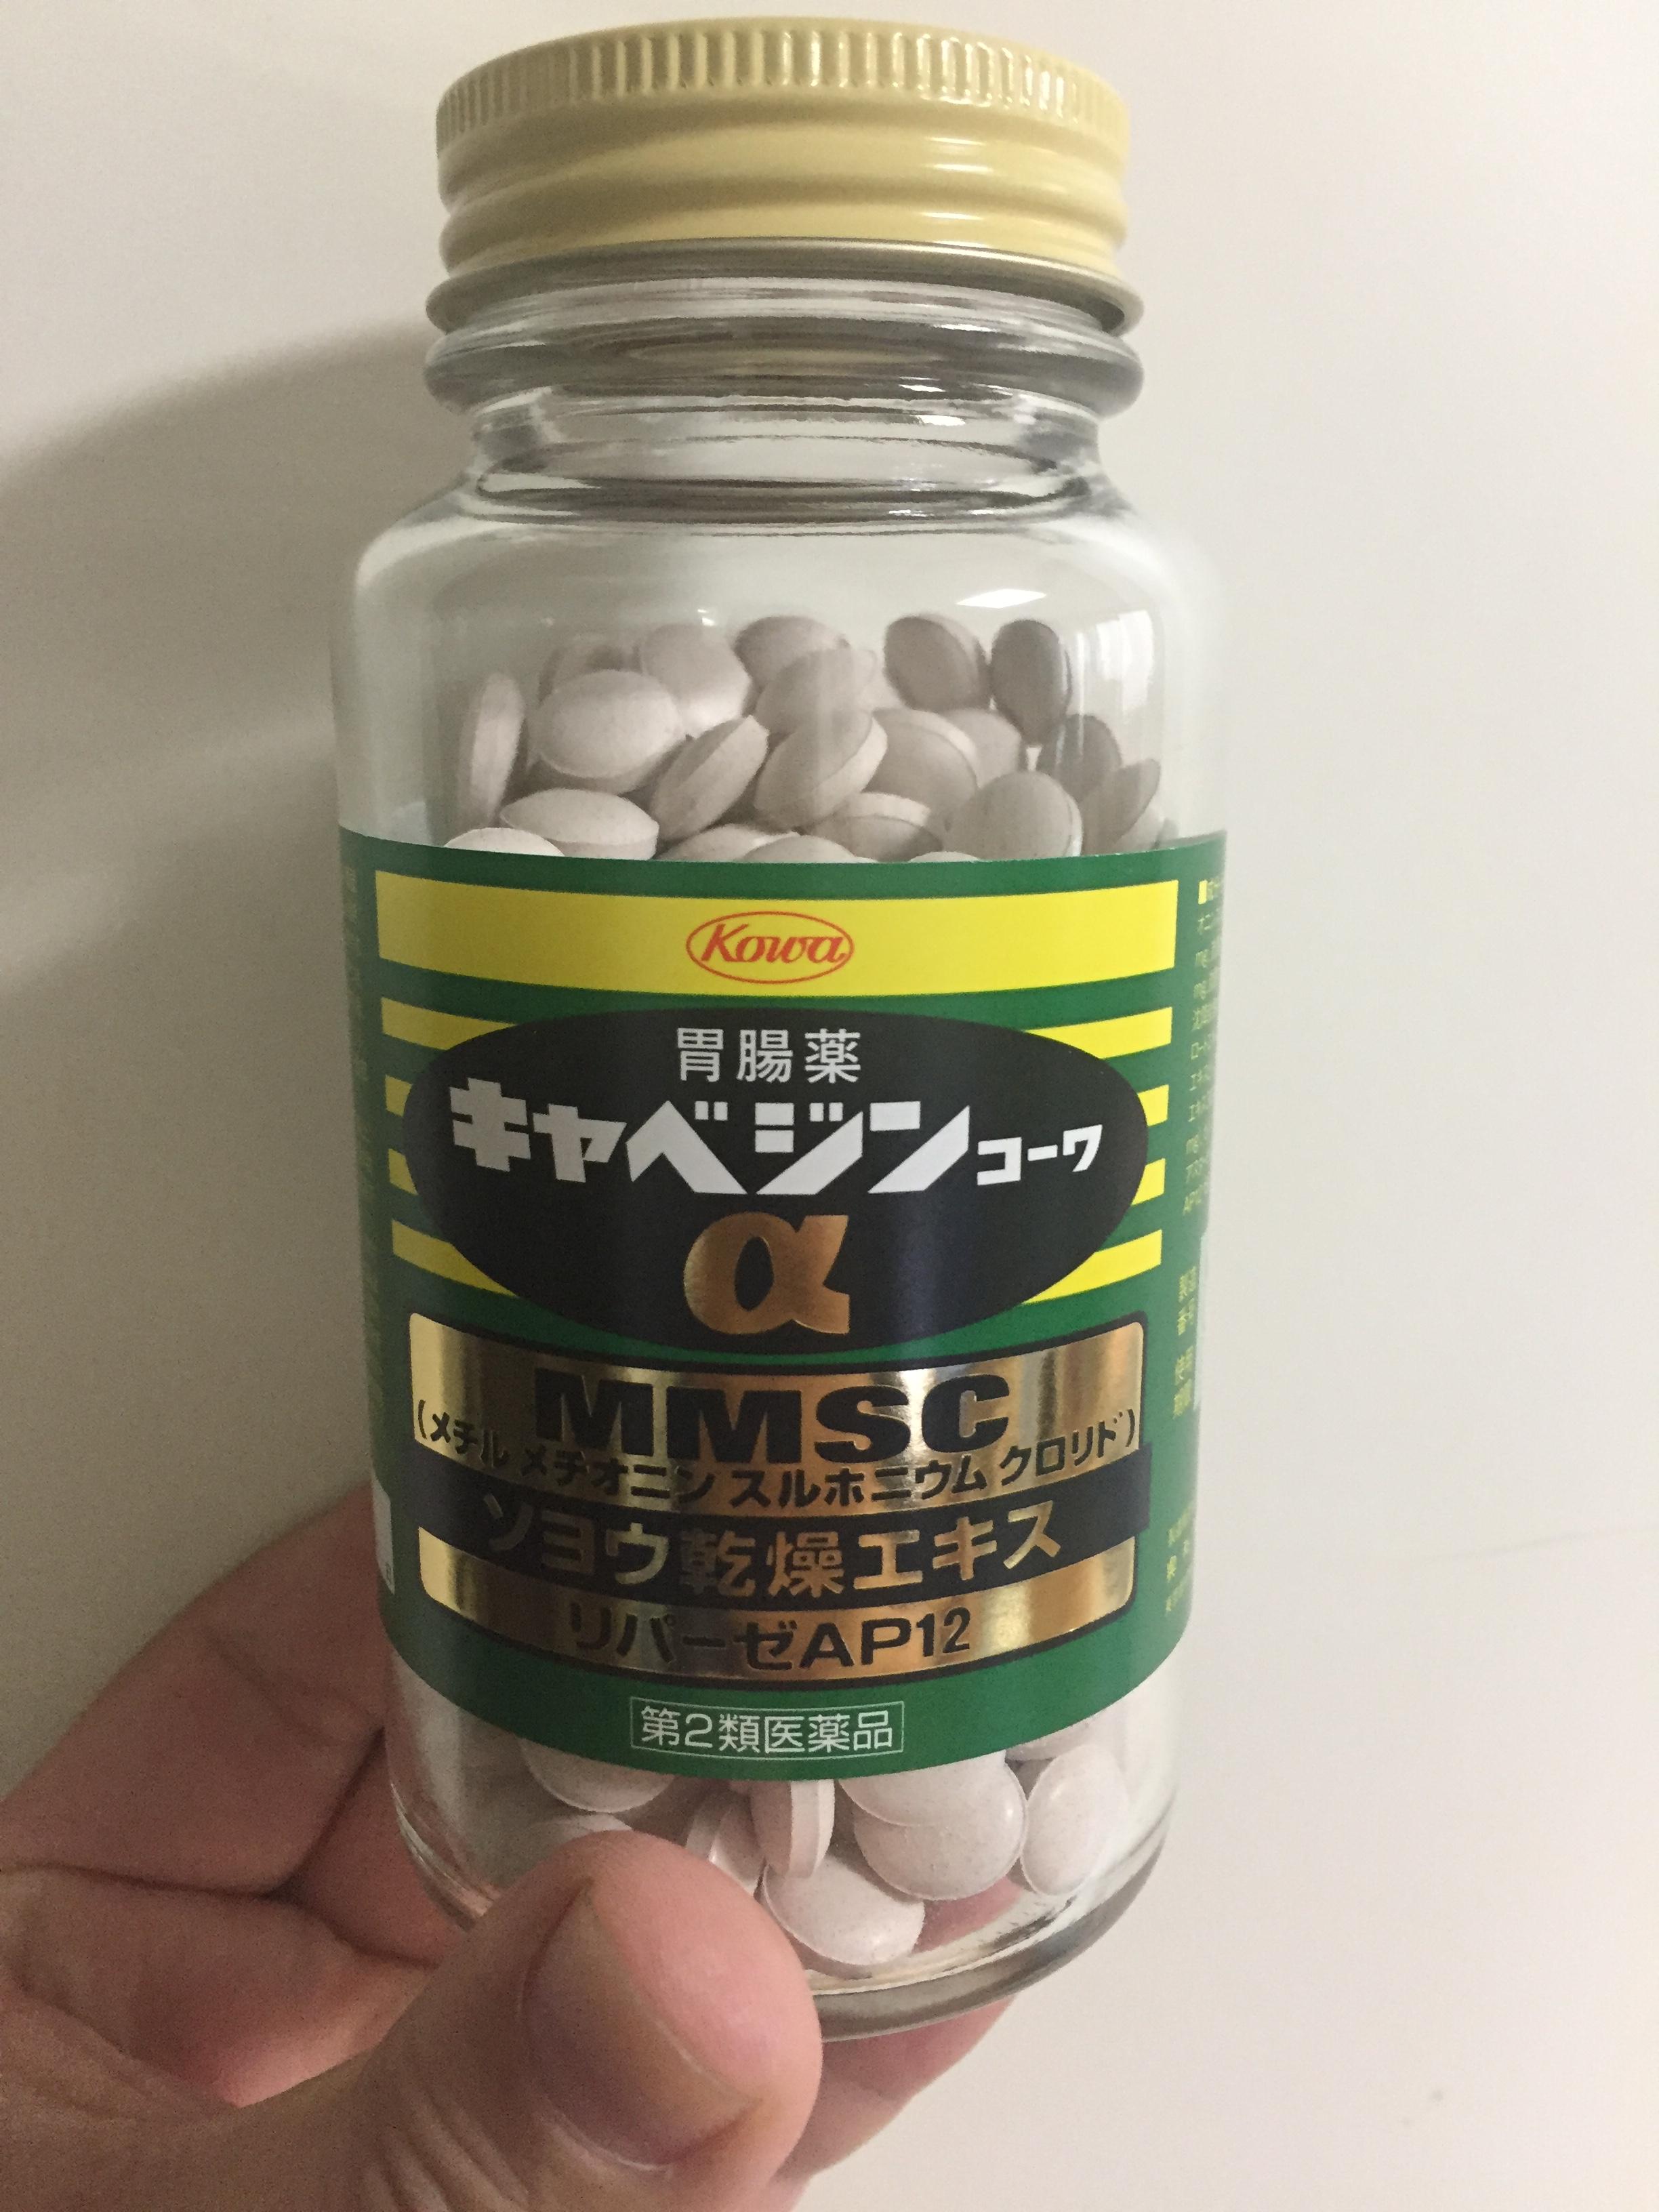 Kowa
胃腸薬
キャベジンコーワ
α
MMSC
(メチル メチオニン スルホニウム クロリド)
ソヨウ乾燥エキス
リパーゼAP12
第2類医薬品